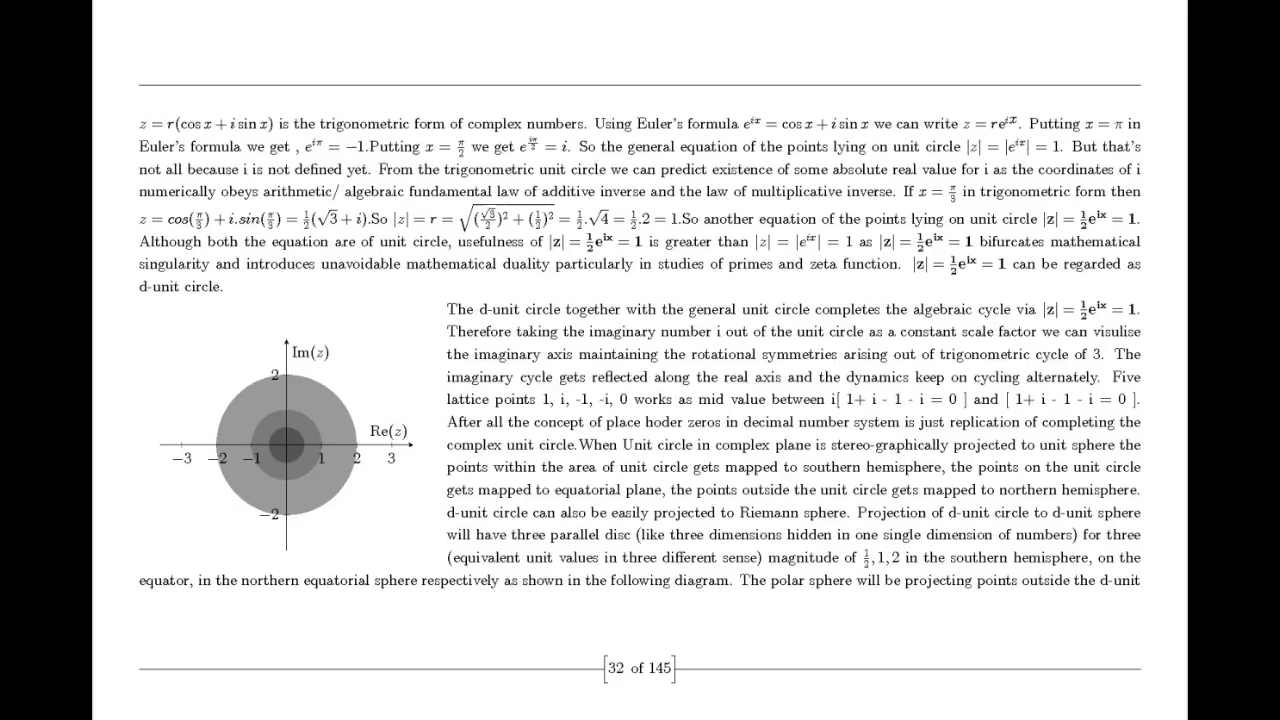 z = r(cos x + i sin x) is the trigonometric form of complex numbers. Using Euler's formula e^{ix} = cos x + i sin x we can write z = re^{ix}. Putting x = π in
Euler's formula we get , e^{iπ} = −1.Putting x = π/2 we get e^{iπ/2} = i. So the general equation of the points lying on unit circle |z| = |e^{ix}| = 1. But that's
not all because i is not defined yet. From the trigonometric unit circle we can predict existence of some absolute real value for i as the coordinates of i
numerically obeys arithmetic/ algebraic fundamental law of additive inverse and the law of multiplicative inverse. If x = π/3 in trigonometric form then
z = cos(π/3) + i.sin(π/3) = 1/2(√3 + i).So |z| = r = √((√3/2)² + (1/2)²) = 1/2.√4 = 1/2.2 = 1.So another equation of the points lying on unit circle |z| = 1/2e^{ix} = 1.
Although both the equation are of unit circle, usefulness of |z| = 1/2e^{ix} = 1 is greater than |z| = |e^{ix}| = 1 as |z| = 1/2e^{ix} = 1 bifurcates mathematical
singularity and introduces unavoidable mathematical duality particularly in studies of primes and zeta function. |z| = 1/2e^{ix} = 1 can be regarded as
d-unit circle.
The d-unit circle together with the general unit circle completes the algebraic cycle via |z| = 1/2e^{ix} = 1.
Therefore taking the imaginary number i out of the unit circle as a constant scale factor we can visulise
the imaginary axis maintaining the rotational symmetries arising out of trigonometric cycle of 3. The
imaginary cycle gets reflected along the real axis and the dynamics keep on cycling alternately. Five
lattice points 1, i, -1, -i, 0 works as mid value between i[ 1+ i - 1 - i = 0 ] and [ 1+ i - 1 - i = 0 ].
After all the concept of place hoder zeros in decimal number system is just replication of completing the
complex unit circle.When Unit circle in complex plane is stereo-graphically projected to unit sphere the
points within the area of unit circle gets mapped to southern hemisphere, the points on the unit circle
gets mapped to equatorial plane, the points outside the unit circle gets mapped to northern hemisphere.
d-unit circle can also be easily projected to Riemann sphere. Projection of d-unit circle to d-unit sphere
will have three parallel disc (like three dimensions hidden in one single dimension of numbers) for three
(equivalent unit values in three different sense) magnitude of 1/2, 1, 2 in the southern hemisphere, on the
equator, in the northern equatorial sphere respectively as shown in the following diagram. The polar sphere will be projecting points outside the d-unit
Im(z)
2
Re(z)
−3 −2 −1 1 2 3
−2
32 of 145